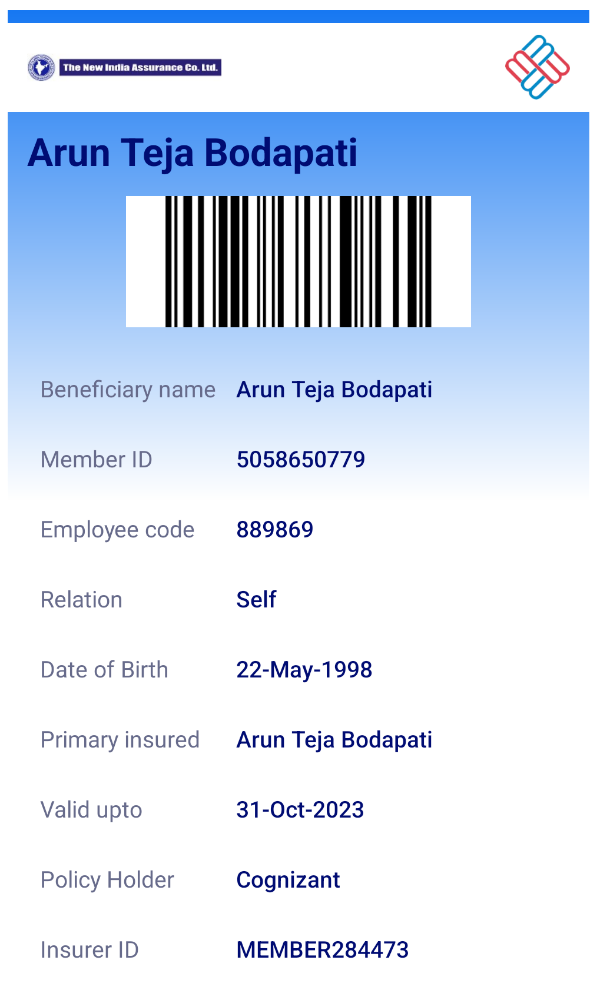 The New India Assurance Co. Ltd.
Arun Teja Bodapati
Beneficiary name Arun Teja Bodapati
Member ID 5058650779
Employee code 889869
Relation Self
Date of Birth 22-May-1998
Primary insured Arun Teja Bodapati
Valid upto 31-Oct-2023
Policy Holder Cognizant
Insurer ID MEMBER284473